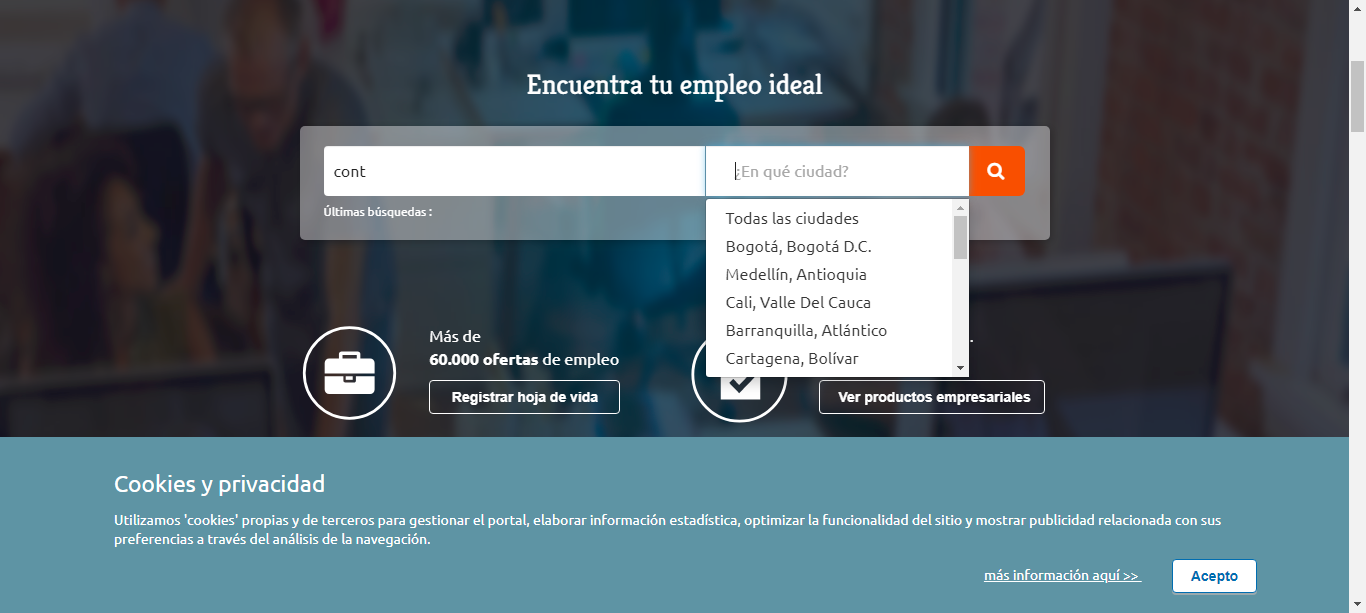 Encuentra tu empleo ideal
cont
¿En qué ciudad?
Últimas búsquedas :
Todas las ciudades
Bogotá, Bogotá D.C.
Medellín, Antioquia
Cali, Valle Del Cauca
Barranquilla, Atlántico
Cartagena, Bolívar
Más de
60.000 ofertas de empleo
Registrar hoja de vida
Ver productos empresariales
Cookies y privacidad
Utilizamos 'cookies' propias y de terceros para gestionar el portal, elaborar información estadística, optimizar la funcionalidad del sitio y mostrar publicidad relacionada con sus
preferencias a través del análisis de la navegación.
más información aquí >>
Acepto